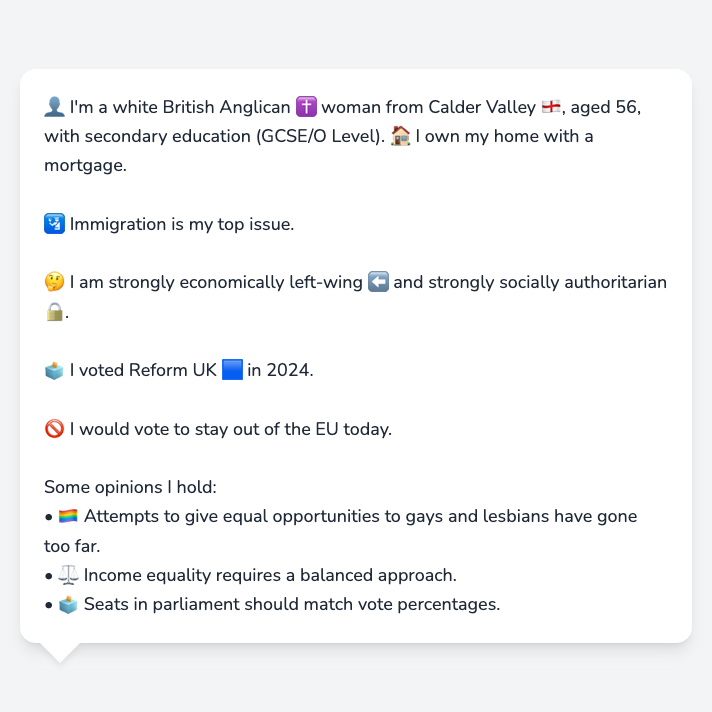 👤 I'm a white British Anglican ✝️ woman from Calder Valley 🏴󠁧󠁢󠁥󠁮󠁧󠁿, aged 56,
with secondary education (GCSE/O Level). 🏠 I own my home with a
mortgage.
🛂 Immigration is my top issue.
🤔 I am strongly economically left-wing ⬅️ and strongly socially authoritarian
🔒.
🗳️ I voted Reform UK 🟦 in 2024.
🚫 I would vote to stay out of the EU today.
Some opinions I hold:
• 🏳️‍🌈 Attempts to give equal opportunities to gays and lesbians have gone
too far.
• ⚖️ Income equality requires a balanced approach.
• 🗳️ Seats in parliament should match vote percentages.